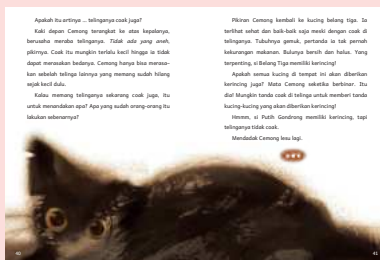 Apakah itu artinya ... telinganya coak juga?
Kaki depan Cemong terangkat ke atas kepalanya,
berusaha meraba telinganya. Tidak ada yang aneh,
pikirnya. Coak itu mungkin terlalu kecil hingga ia tidak
dapat merasakan bedanya. Cemong hanya bisa merasa-
kan sebelah telinga lainnya yang memang sudah hilang
sejak kecil dulu.
Kalau memang telinganya sekarang coak juga, itu
untuk menandakan apa? Apa yang sudah orang-orang itu
lakukan sebenarnya?
40
Pikiran Cemong kembali ke kucing belang tiga. Ia
terlihat sehat dan baik-baik saja meski dengan coak di
telinganya. Tubuhnya gemuk, pertanda ia tak pernah
kekurangan makanan. Bulunya bersih dan halus. Yang
terpenting, si Belang Tiga memiliki kerincing!
Apakah semua kucing di tempat ini akan diberikan
kerincing juga? Mata Cemong seketika berbinar. Itu
dia! Mungkin tanda coak di telinga untuk memberi tanda
kucing-kucing yang akan diberikan kerincing!
Hmmm, si Putih Gondrong memiliki kerincing, tapi
telinganya tidak coak.
Mendadak Cemong lesu lagi.
41